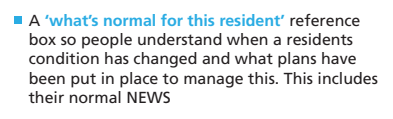 A ‘what’s normal for this resident‘ reference
box so people understand when a residents
condition has changed and what plans have
been put in place to manage this. This includes
their normal NEWS